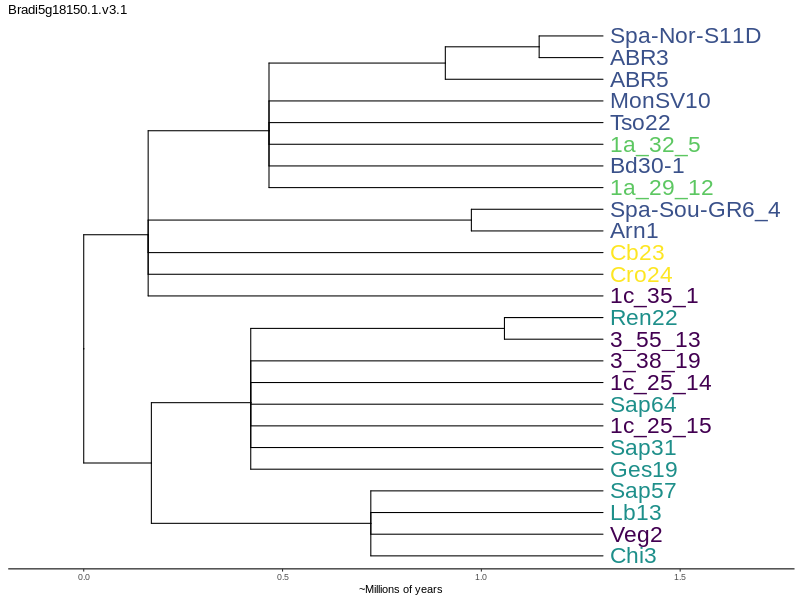 Bradi5g18150.1.v3.1
Spa-Nor-S11D
ABR3
ABR5
MonSV10
Tso22
1a_32_5
Bd30-1
1a_29_12
Spa-Sou-GR6_4
Arn1
Cb23
Cro24
1c_35_1
Ren22
3_55_13
3_38_19
1c_25_14
Sap64
1c_25_15
Sap31
Ges19
Sap57
Lb13
Veg2
Chi3
0.0 0.5 1.0 1.5
~Millions of years